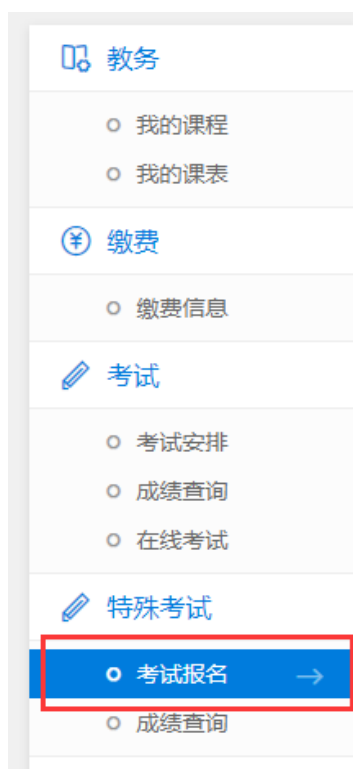 教务
我的课程
我的课表
缴费
缴费信息
考试
考试安排
成绩查询
在线考试
特殊考试
考试报名
成绩查询